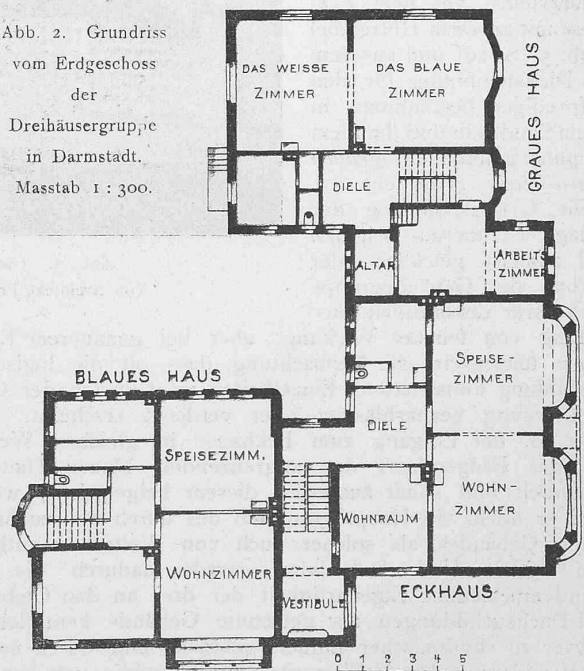 Abb. 2. Grundriss
vom Erdgeschoss
der
Dreihäusergruppe
in Darmstadt.
Masstab 1 : 300.
DAS WEISSE
ZIMMER
DAS BLAUE
ZIMMER
GRAUES HAUS
DIELE
ALTAR
ARBEITS
ZIMMER
SPEISE
ZIMMER
DIELE
WOHN-
ZIMMER
WOHNRAUM
ECKHAUS
BLAUES HAUS
SPEISEZIMM.
WOHNZIMMER
VESTIBULE
0 1 2 3 4 5